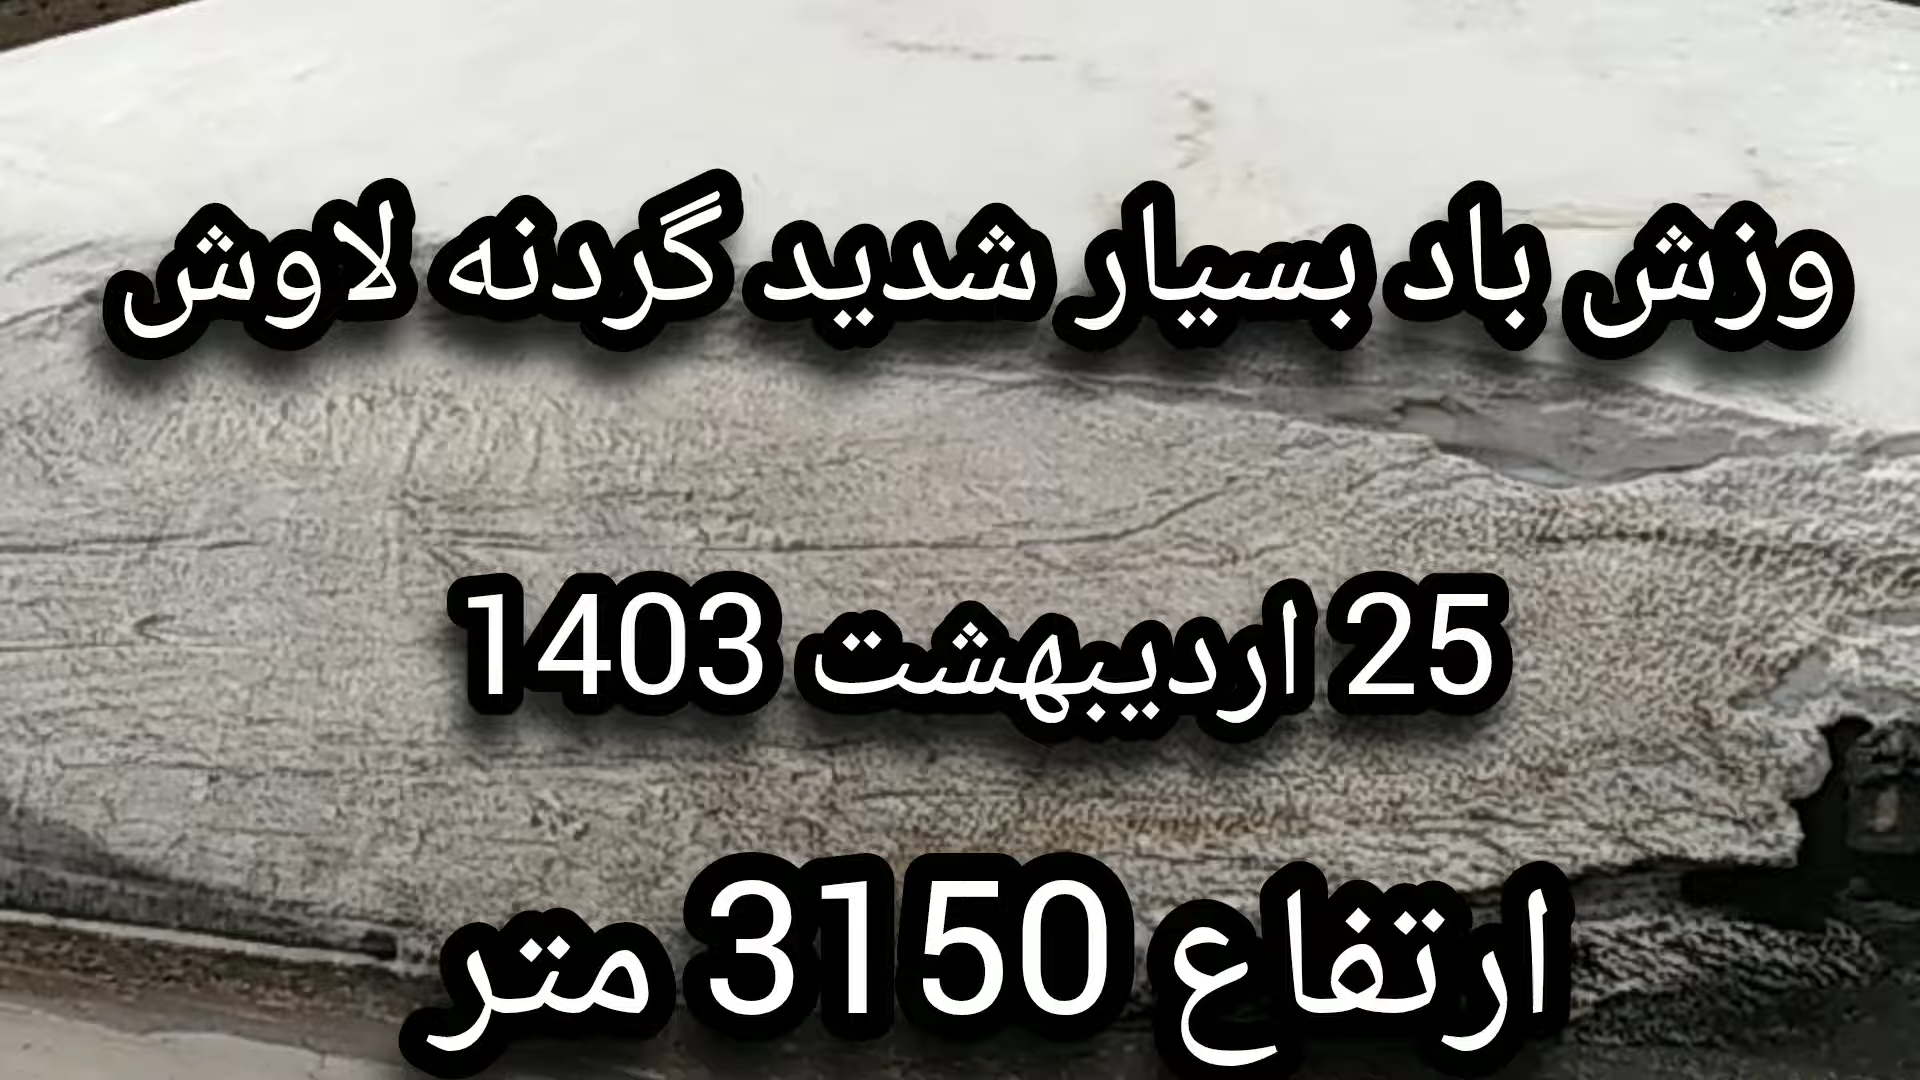 وزش باد بسیار شدید گردنه لاوش
25 اردیبهشت 1403
ارتفاع 3150 متر